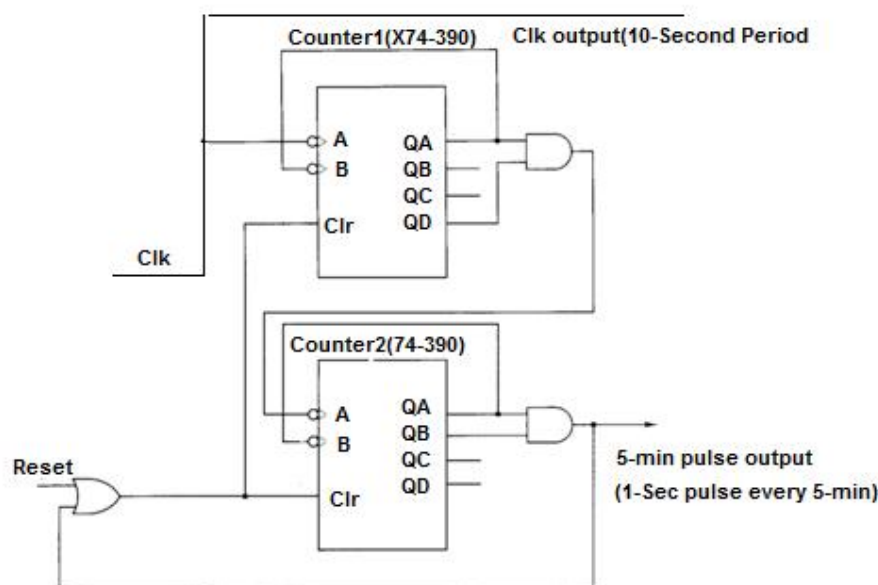 Counter1(X74-390)
Clk output(10-Second Period
A
QA
B
QB
QC
Clr
QD
Clk
Counter2(74-390)
A
QA
B
QB
QC
QD
Clr
5-min pulse output
(1-Sec pulse every 5-min)
Reset